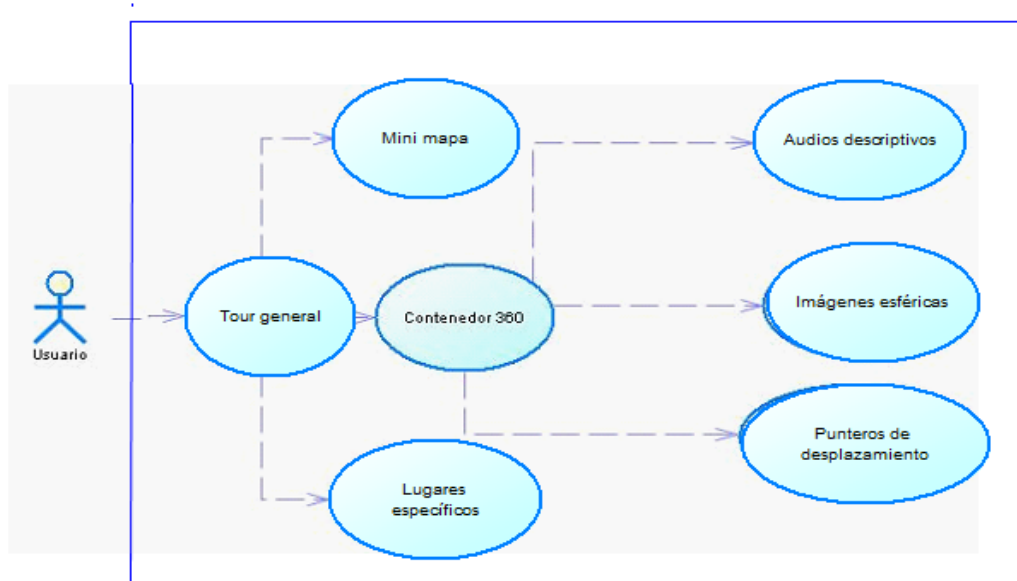 Mini mapa
Audios descriptivos
Usuario
Tour general
Contenedor 360
Imágenes esféricas
Punteros de
desplazamiento
Lugares
específicos